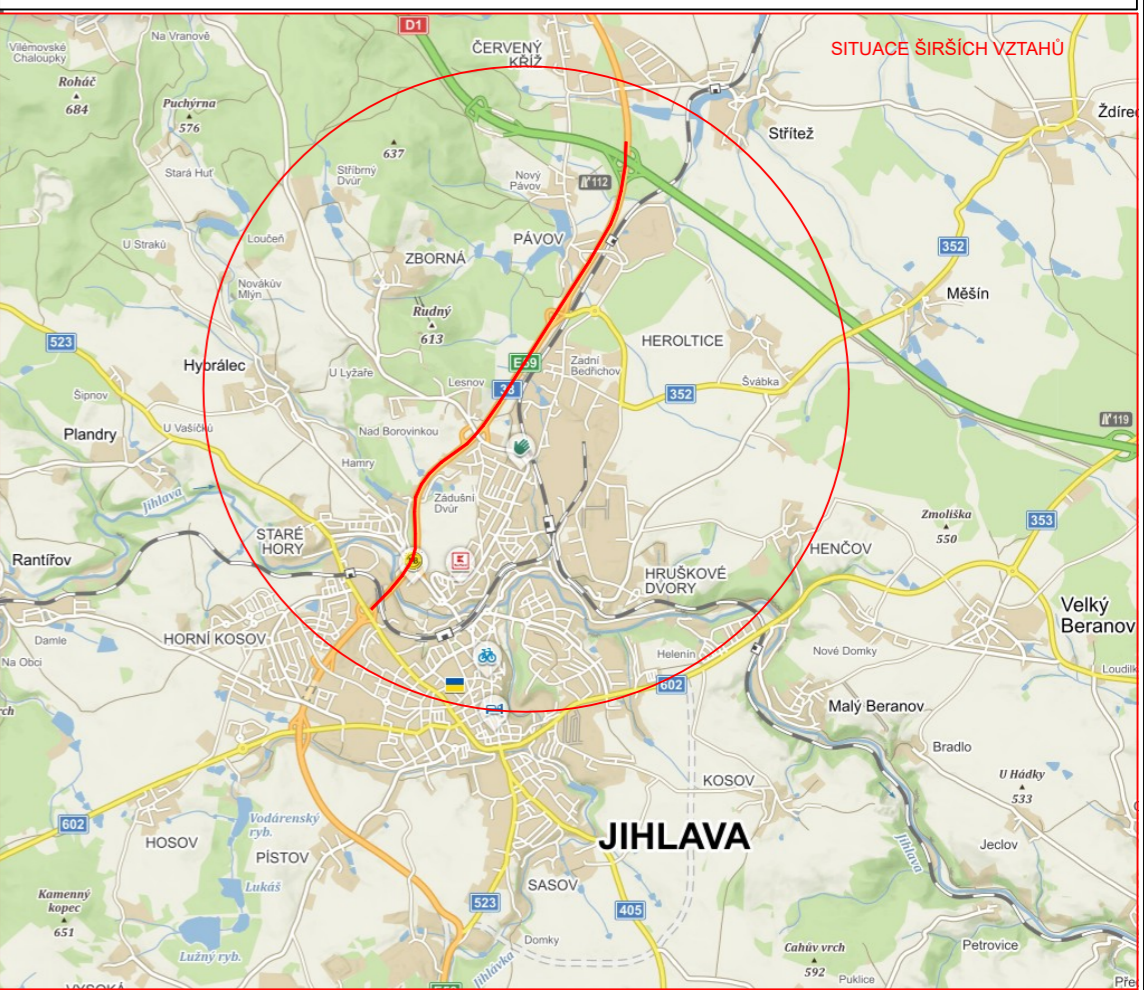 SITUACE ŠIRŠÍCH VZTAHŮ
D1
Na Vranově
Vilémovské
Chaloupky
ČERVENÝ
KŘÍŽ
Roháč
684
Puchýrna
576
Ždírec
Střítež
637
Stará Huť
Stříbrný
Dvůr
Nový
Pávov
112
U Straků
Loučeň
PÁVOV
352
ZBORNÁ
Novákův
Mlýn
Měšín
Rudný
613
523
HEROLTICE
E59
Zadní
Bedřichov
Hybrálec
U Lyžaře
Lesnov
38
352
Švábka
Šipnov
119
Plandry
U Vašíčků
Nad Borovinkou
Hamry
Jihlava
Zádušní
Dvůr
Zmoliška
550
353
STARÉ
HORY
HENČOV
Rantířov
HRUŠKOVÉ
DVORY
Velký
Beranov
Damle
HORNÍ KOSOV
Helenín
Nové Domky
Na Obci
602
Malý Beranov
Bradlo
KOSOV
U Hádky
533
602
Vodárenský
ryb.
HOSOV
JIHLAVA
Jeclov
PÍSTOV
Jihlava
Kamenný
kopec
651
Lukáš
SASOV
523
405
Domky
Petrovice
Lužný ryb.
Jihlávka
Cahův vrch
592
Puklice